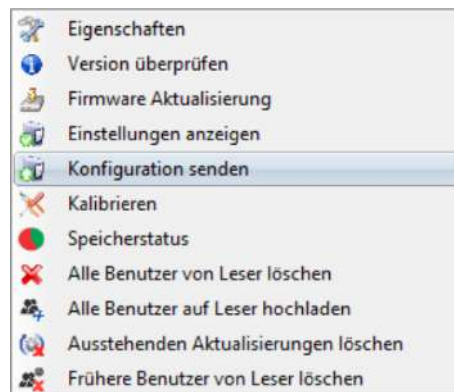 Eigenschaften
Version überprüfen
Firmware Aktualisierung
Einstellungen anzeigen
Konfiguration senden
Kalibrieren
Speicherstatus
Alle Benutzer von Leser löschen
Alle Benutzer auf Leser hochladen
Ausstehenden Aktualisierungen löschen
Frühere Benutzer von Leser löschen